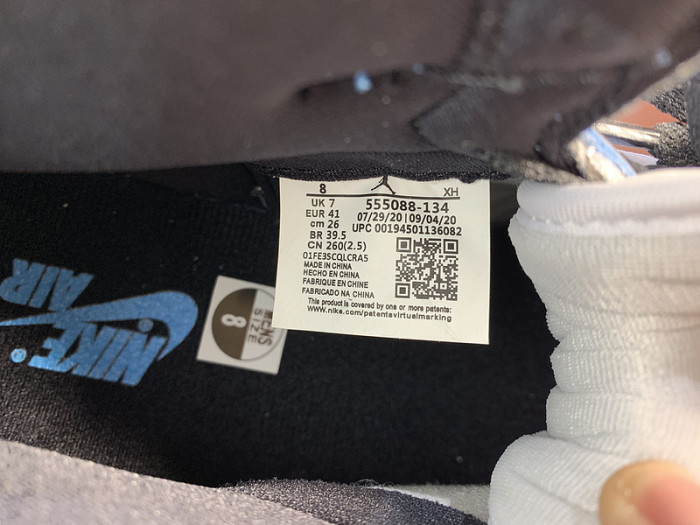 8 XH
UK 7 555088-134
EUR 41 07/29/20 | 09/04/20
cm 26 UPC 00194501136082
BR 39.5
CN 260(2.5)
01FE3SCQLCRA5
MADE IN CHINA
HECHO EN CHINA
FABRIQUE EN CHINE
FABRICADO NA CHINA
This product is covered by one or more patents:
www.nike.com/patentsvirtualmarking
MEN'S
SIZE
8
NIKE ®
AIR